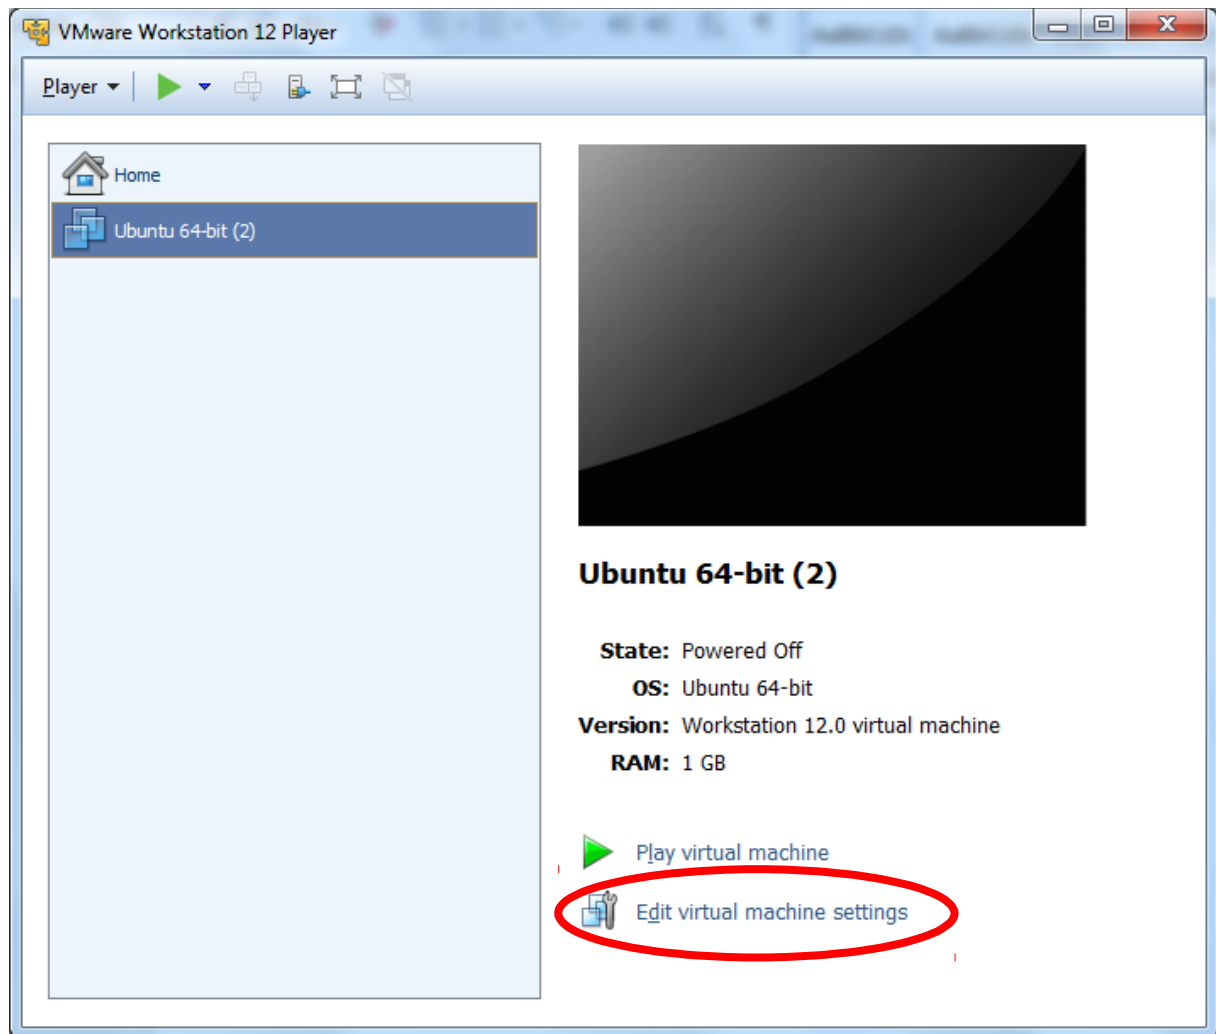 VMware Workstation 12 Player
Player
Home
Ubuntu 64-bit (2)
Ubuntu 64-bit (2)
State: Powered Off
OS: Ubuntu 64-bit
Version: Workstation 12.0 virtual machine
RAM: 1 GB
Play virtual machine
Edit virtual machine settings